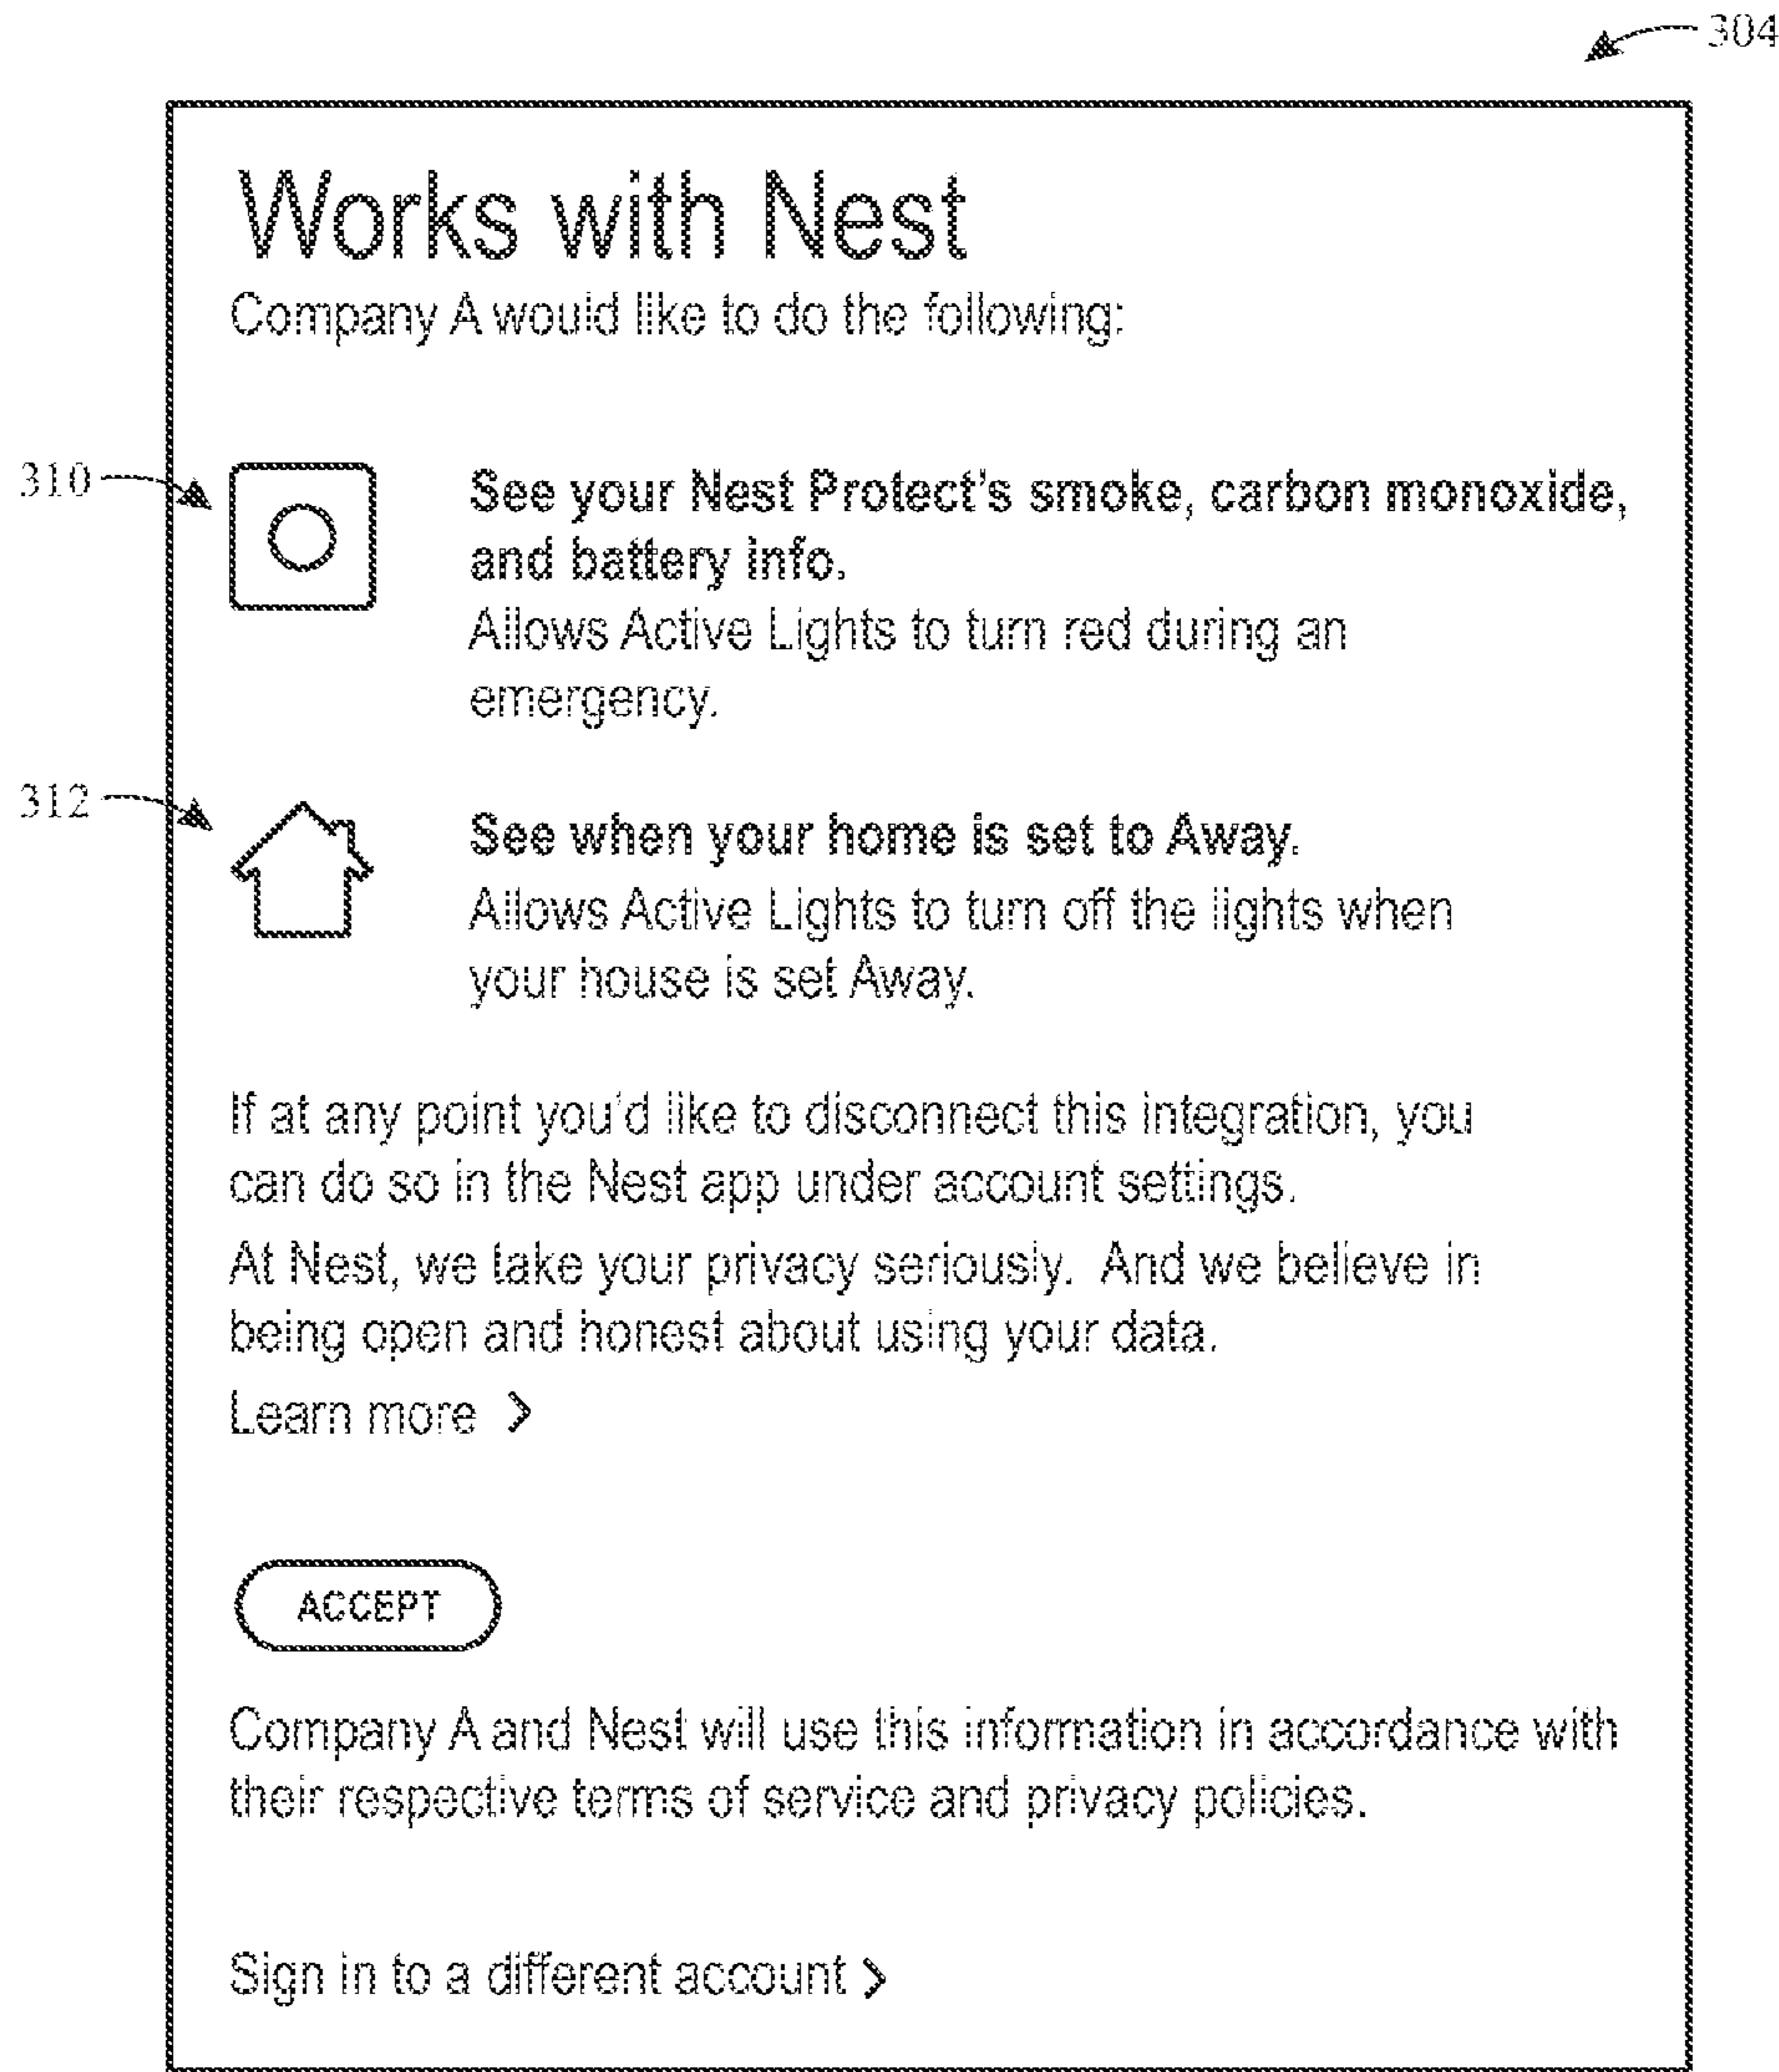 304
Works with Nest
Company A would like to do the following:
310
See your Nest Protect's smoke, carbon monoxide,
and battery info.
Allows Active Lights to turn red during an
emergency.
312
See when your home is set to Away.
Allows Active Lights to turn off the lights when
your house is set Away.
If at any point you'd like to disconnect this integration, you
can do so in the Nest app under account settings.
At Nest, we take your privacy seriously. And we believe in
being open and honest about using your data.
Learn more >
ACCEPT
Company A and Nest will use this information in accordance with
their respective terms of service and privacy policies.
Sign in to a different account >